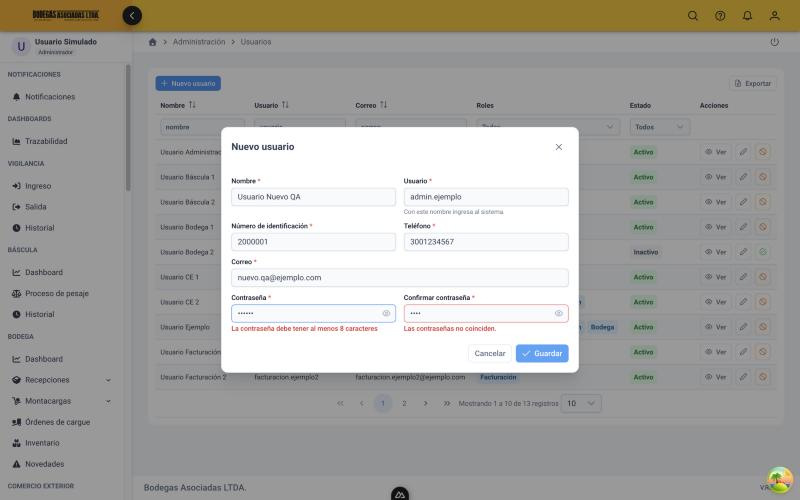 BODEGAS ASOCIADAS LTDA.
U
Usuario Simulado
Administrador
NOTIFICACIONES
Notificaciones
DASHBOARDS
Trazabilidad
VIGILANCIA
Ingreso
Salida
Historial
BÁSCULA
Dashboard
Proceso de pesaje
Historial
BODEGA
Dashboard
Recepciones
Montacargas
Órdenes de cargue
Inventario
Novedades
COMERCIO EXTERIOR
Administración
Usuarios
Nuevo usuario
Exportar
Nombre Usuario Correo Roles Estado Acciones
nombre Todos
Usuario Administrac Activo Ver
Usuario Báscula 1 Activo Ver
Usuario Báscula 2 Activo Ver
Usuario Bodega 1 Activo Ver
Usuario Bodega 2 Inactivo Ver
Usuario CE 1 Activo Ver
Usuario CE 2 Activo Ver
Usuario Ejemplo Bodega Activo Ver
Usuario Facturación Activo Ver
Usuario Facturación 2 facturacion.ejemplo2 facturacion.ejemplo2@ejemplo.com Facturación Activo Ver
1 2 Mostrando 1 a 10 de 13 registros 10
Bodegas Asociadas LTDA.
Nuevo usuario
Nombre * Usuario *
Usuario Nuevo QA admin.ejemplo
Con este nombre ingresa al sistema.
Número de identificación * Teléfono *
2000001 3001234567
Correo *
nuevo.qa@ejemplo.com
Contraseña * Confirmar contraseña *
•••••• ••••
La contraseña debe tener al menos 8 caracteres Las contraseñas no coinciden.
Cancelar Guardar